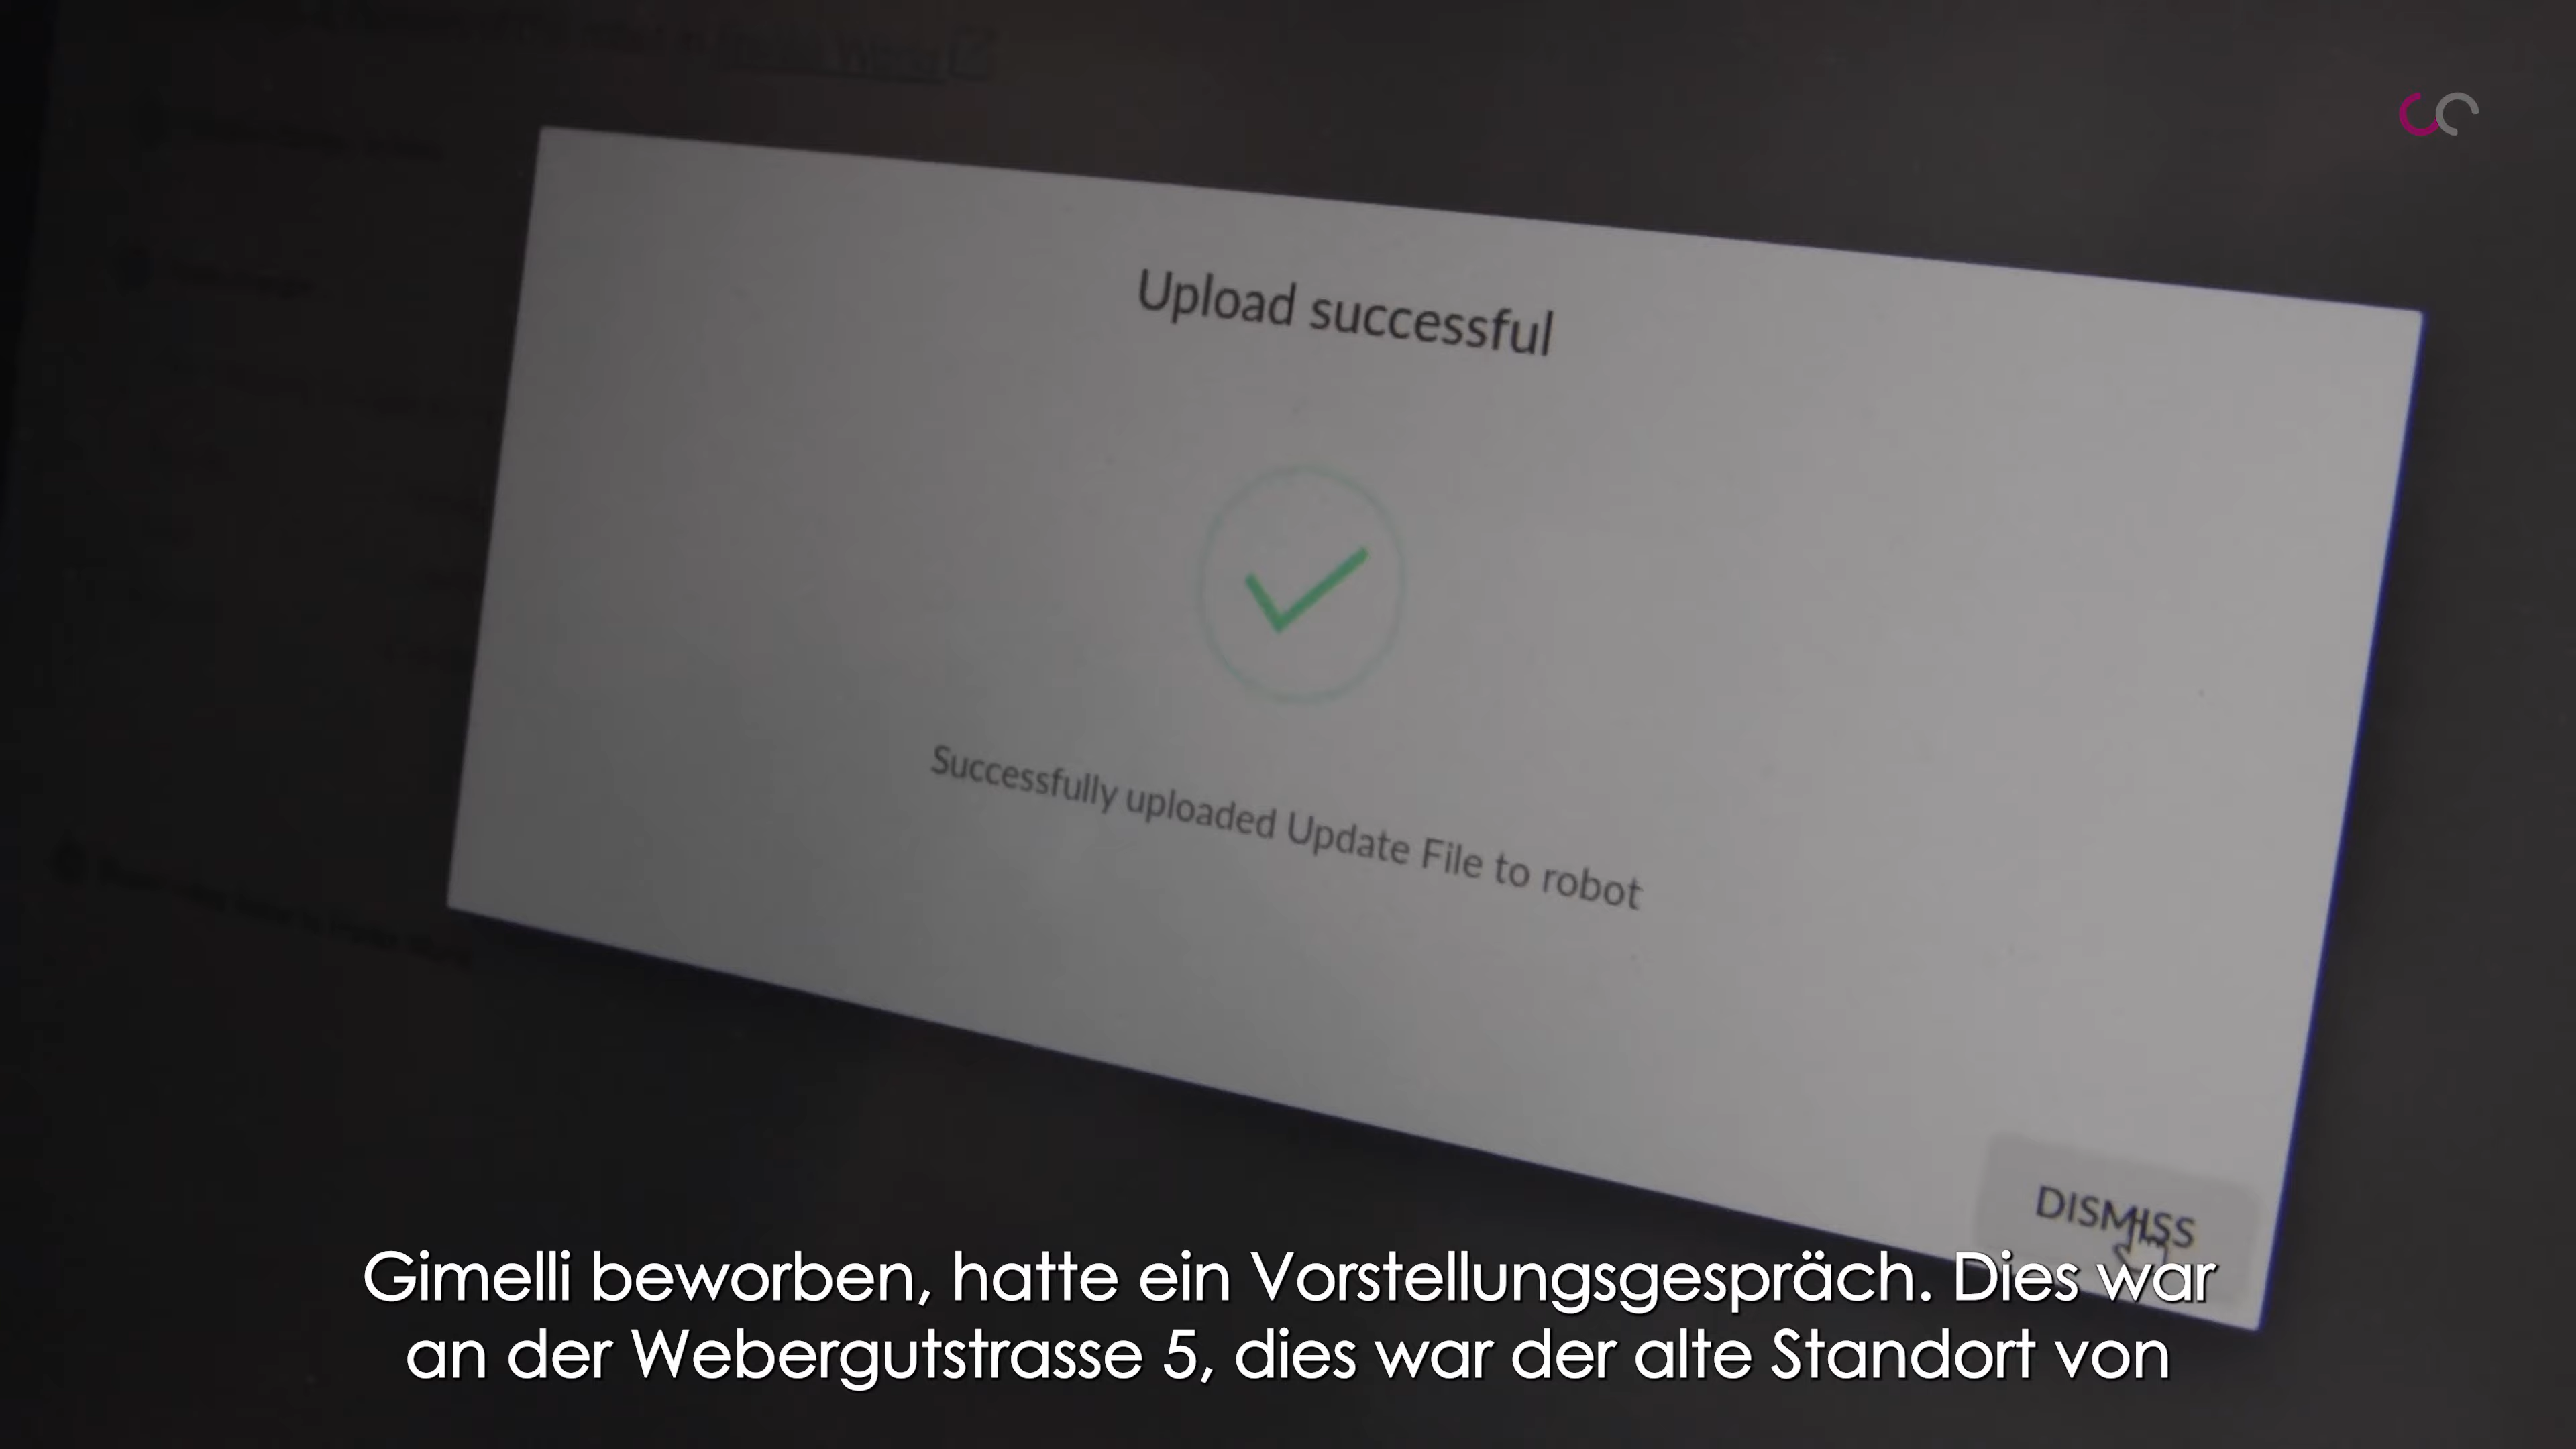 Upload successful
Successfully uploaded Update File to robot
DISMISS
Gimelli beworben, hatte ein Vorstellungsgespräch. Dies war
an der Webergutstrasse 5, dies war der alte Standort von